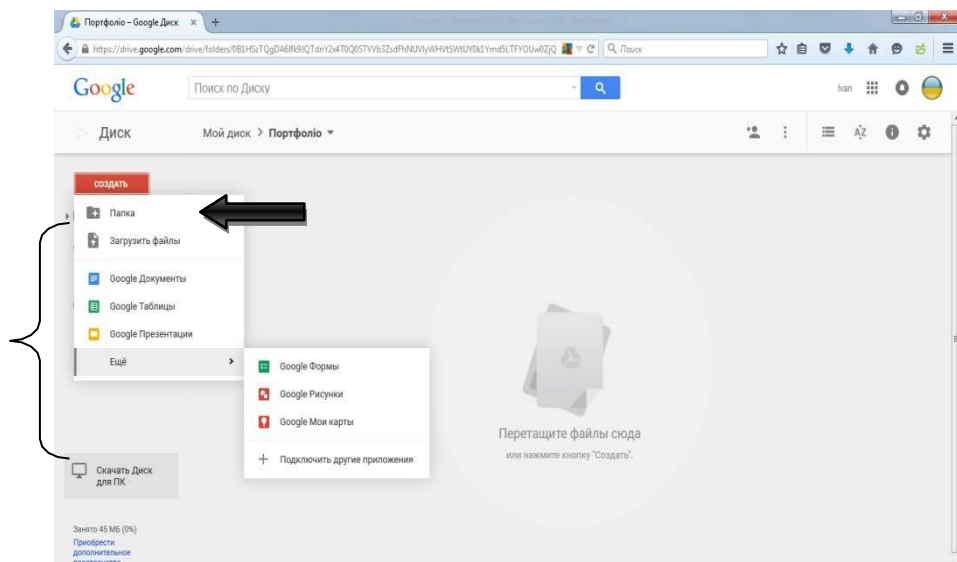 Портфоліо – Google Диск
Поиск
Google
Поиск по Диску
Ivan
Диск
Мой диск > Портфоліо
AZ
СОЗДАТЬ
Папка
Загрузить файлы
Google Документы
Google Таблицы
Google Презентации
Ещё
Google Формы
Google Рисунки
Google Мои карты
Подключить другие приложения
Перетащите файлы сюда
или нажмите кнопку "Создать".
Скачать Диск
для ПК
Занято 45 МБ (0%)
Приобрести
дополнительное